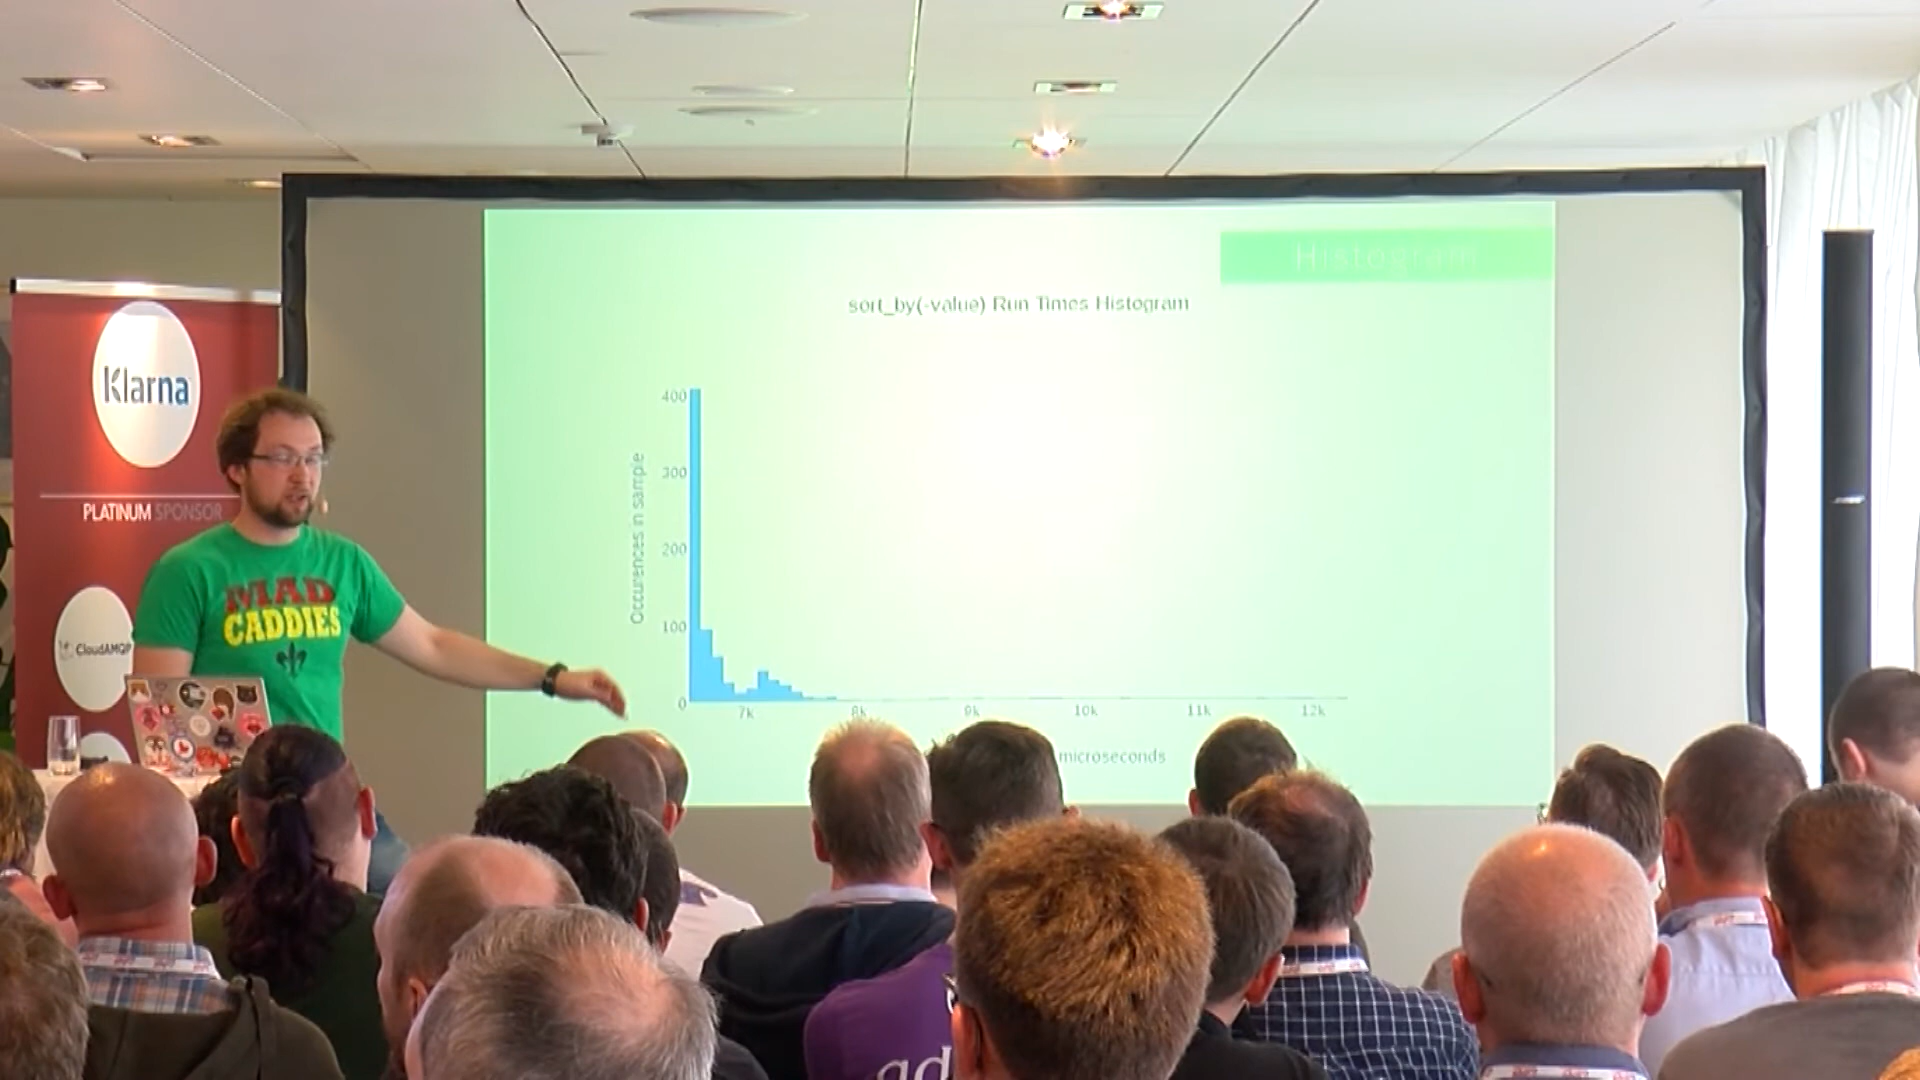 Histogram
sort_by(-value) Run Times Histogram
Occurences in sample
400
300
200
100
0
7k
8k
9k
10k
11k
12k
microseconds
Klarna
PLATINUM SPONSOR
CloudAMQP
MAD
CADDIES
ad